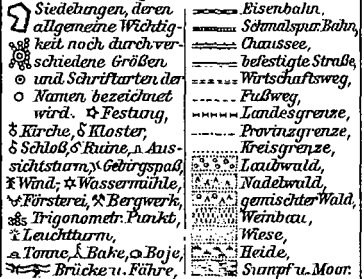 Siedelungen, deren
allgemeine Wichtig-
keit noch durch ver-
schiedene Größen
und Schriftarten der
Namen bezeichnet
wird. Festung,
Kirche, Kloster,
Schloß, Ruine, Aus-
sichtsturm, Gebirgspaß,
Wind-, Wassermühle,
Försterei, Bergwerk,
Trigonometr. Punkt,
Leuchtturm,
Tonne, Bake, Boje,
Brücke u. Fähre,
Eisenbahn,
Schmalspur Bahn,
Chaussee,
befestigte Straße,
Wirtschaftsweg,
Fußweg,
Landesgrenze,
Provinzgrenze,
Kreisgrenze,
Laubwald,
Nadelwald,
gemischter Wald,
Weinbau,
Wiese,
Heide,
Sumpf u. Moor.